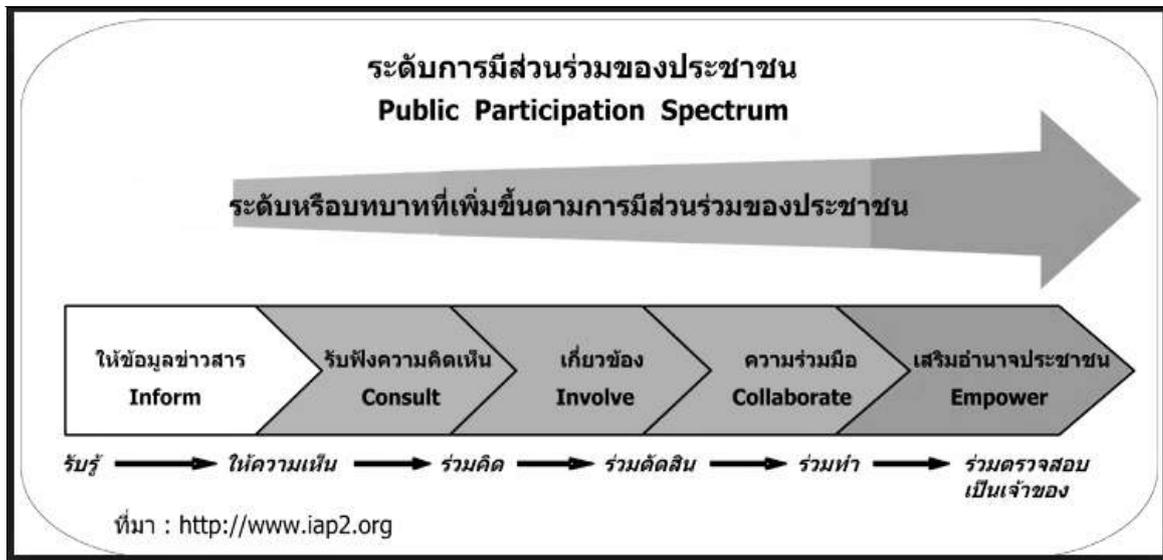 ระดับการมีส่วนร่วมของประชาชน
Public Participation Spectrum
ระดับหรือบทบาทที่เพิ่มขึ้นตามการมีส่วนร่วมของประชาชน
ให้ข้อมูลข่าวสาร
Inform
รับฟังความคิดเห็น
Consult
เกี่ยวข้อง
Involve
ความร่วมมือ
Collaborate
เสริมอำนาจประชาชน
Empower
รับรู้
ให้ความเห็น
ร่วมคิด
ร่วมตัดสิน
ร่วมทำ
ร่วมตรวจสอบ
เป็นเจ้าของ
ที่มา : http://www.iap2.org